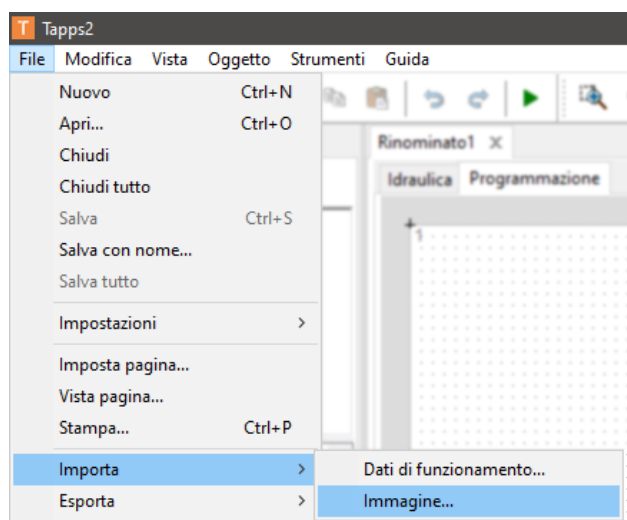 T Tapps2
File Modifica Vista Oggetto Strumenti Guida
Nuovo Ctrl+N
Apri... Ctrl+O
Chiudi
Chiudi tutto
Salva Ctrl+S
Salva con nome...
Salva tutto
Impostazioni >
Imposta pagina...
Vista pagina...
Stampa... Ctrl+P
Importa >
Esporta >
Dati di funzionamento...
Immagine...
Rinominato1 X
Idraulica Programmazione
1